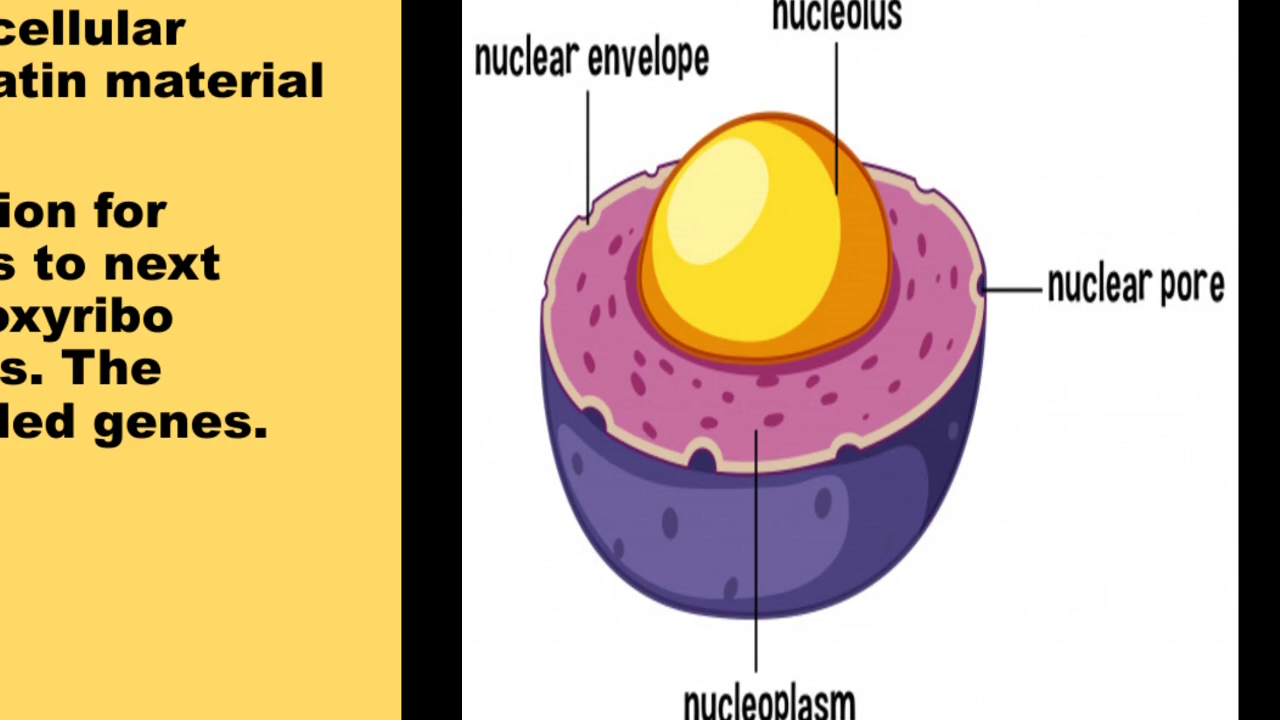 cellular
atin material
ion for
s to next
oxyribo
s. The
led genes.
nucleolus
nuclear envelope
nuclear pore
nucleoplasm